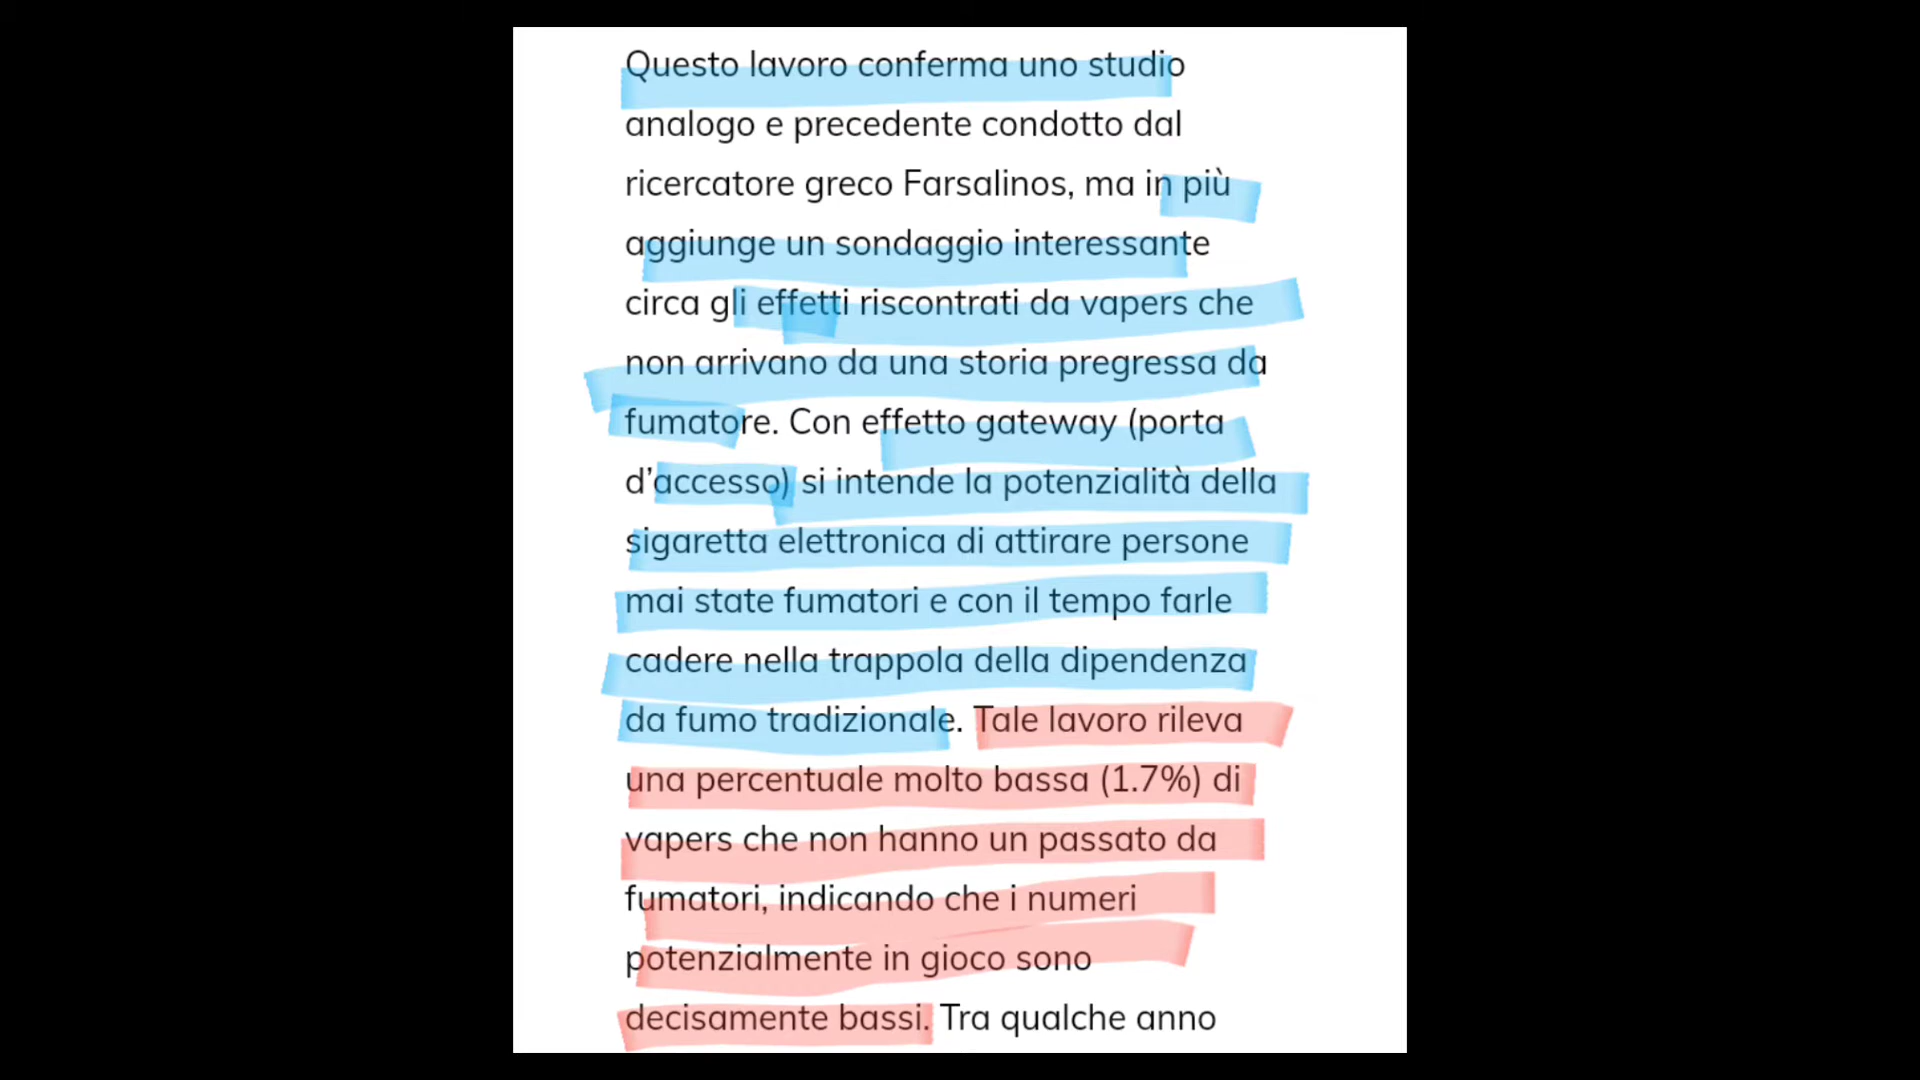 Questo lavoro conferma uno studio
analogo e precedente condotto dal
ricercatore greco Farsalinos, ma in più
aggiunge un sondaggio interessante
circa gli effetti riscontrati da vapers che
non arrivano da una storia pregressa da
fumatore. Con effetto gateway (porta
d’accesso) si intende la potenzialità della
sigaretta elettronica di attirare persone
mai state fumatori e con il tempo farle
cadere nella trappola della dipendenza
da fumo tradizionale. Tale lavoro rileva
una percentuale molto bassa (1.7%) di
vapers che non hanno un passato da
fumatori, indicando che i numeri
potenzialmente in gioco sono
decisamente bassi. Tra qualche anno